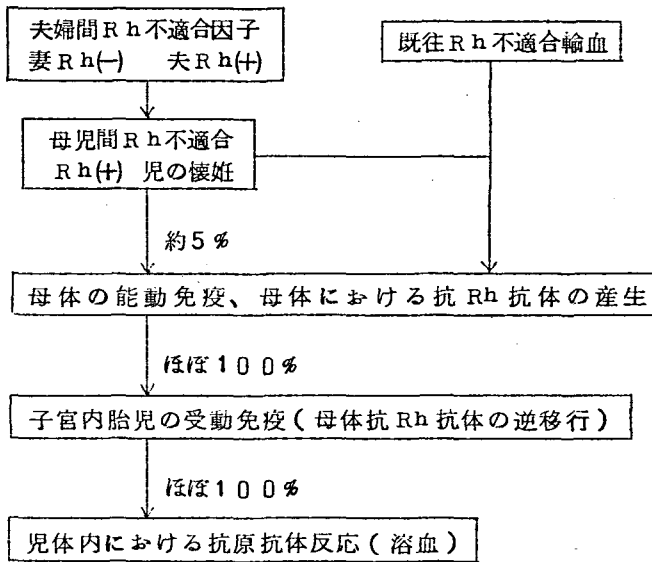 夫婦間Rh不適合因子
妻Rh(−)　夫Rh(+)
既往Rh不適合輸血
母児間Rh不適合
Rh(+) 児の懐妊
約5%
母体の能動免疫、母体における抗Rh抗体の産生
ほぼ100%
子宮内胎児の受動免疫(母体抗Rh抗体の逆移行)
ほぼ100%
児体内における抗原抗体反応(溶血)